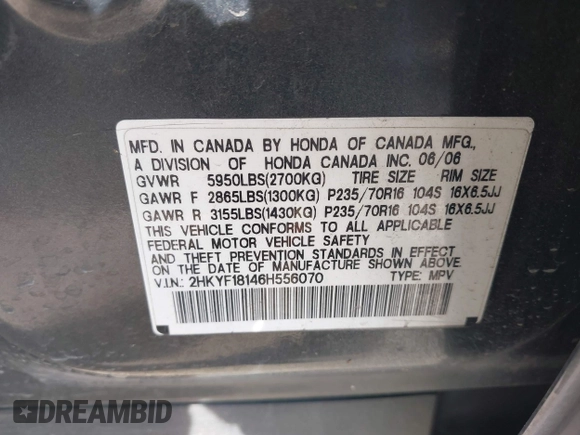 MFD. IN CANADA BY HONDA OF CANADA MFG.,
A DIVISION OF HONDA CANADA INC. 06/06
GVWR 5950LBS(2700KG) TIRE SIZE RIM SIZE
GAWR F 2865LBS(1300KG) P235/70R16 104S 16X6.5JJ
GAWR R 3155LBS(1430KG) P235/70R16 104S 16X6.5JJ
THIS VEHICLE CONFORMS TO ALL APPLICABLE
FEDERAL MOTOR VEHICLE SAFETY
AND THEFT PREVENTION STANDARDS IN EFFECT
ON THE DATE OF MANUFACTURE SHOWN ABOVE
V.I.N.: 2HKYF18146H556070 TYPE: MPV
DREAMBID